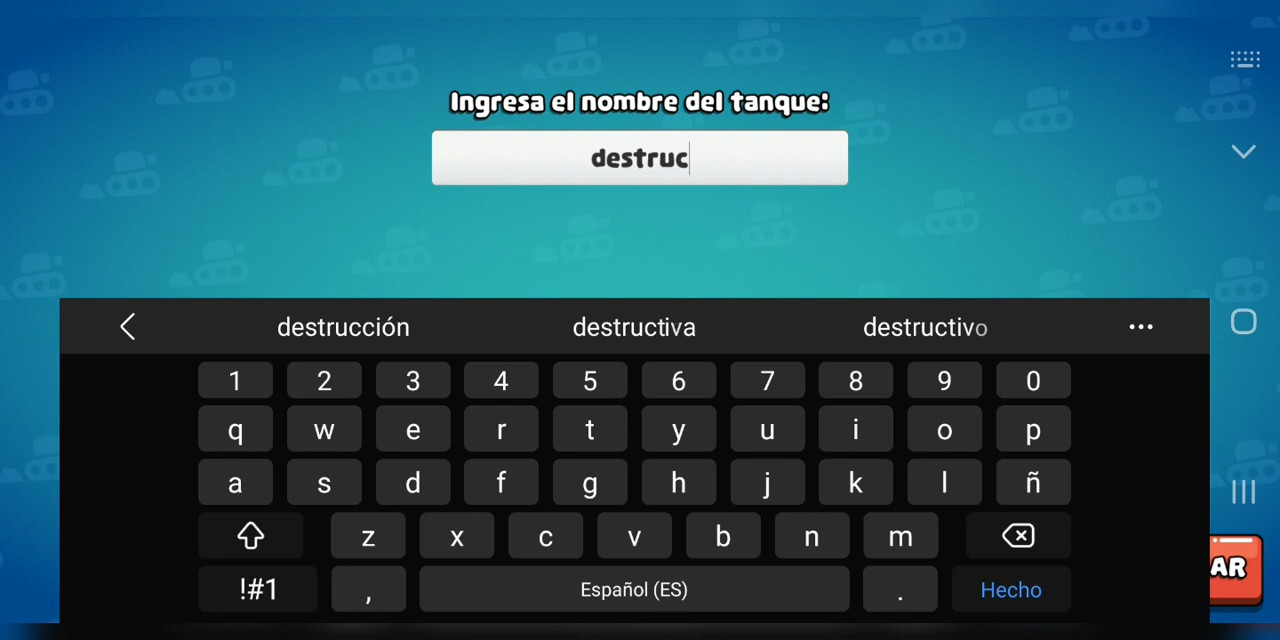 Ingresa el nombre del tanque:
destruc
destrucción destructiva destructivo
1 2 3 4 5 6 7 8 9 0
q w e r t y u i o p
a s d f g h j k l ñ
z x c v b n m
AR
!#1 , Español (ES) . Hecho